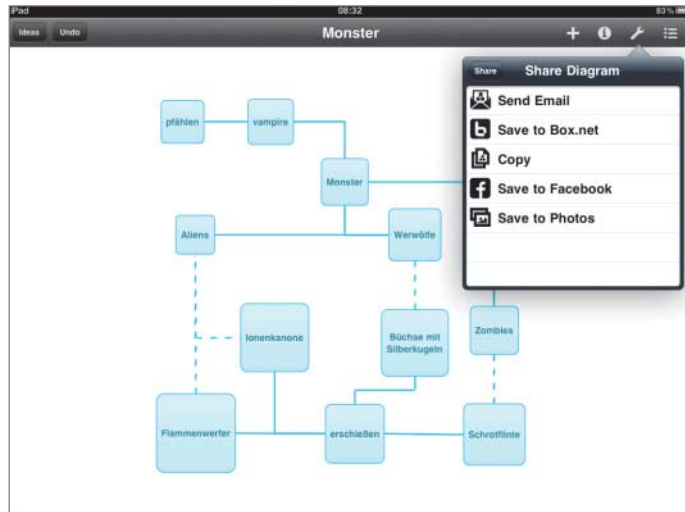 iPad 08:32 83%
Ideas Undo Monster
Share Share Diagram
Send Email
Save to Box.net
Copy
Save to Facebook
Save to Photos
pfählen vampire
Monster
Aliens Werwölfe
Ionenkanone Büchse mit
Silberkugeln
Zombies
Flammenwerfer erschießen Schrotflinte